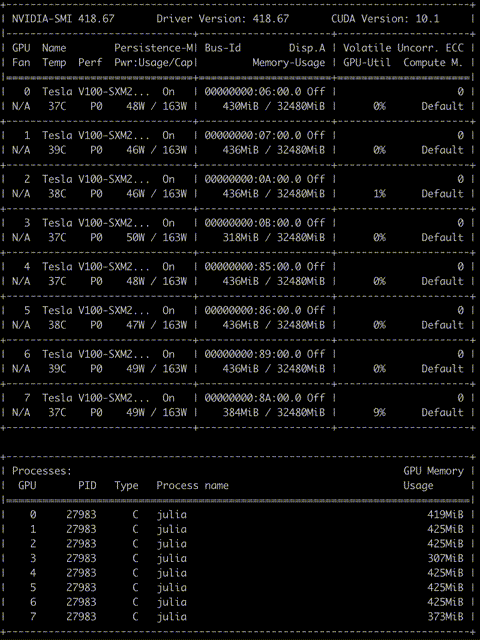 NVIDIA-SMI 418.67 Driver Version: 418.67 CUDA Version: 10.1
GPU Name Persistence-M| Bus-Id Disp.A | Volatile Uncorr. ECC
Fan Temp Perf Pwr:Usage/Cap| Memory-Usage | GPU-Util Compute M.
0 Tesla V100-SXM2... On | 00000000:06:00.0 Off | 0
N/A 37C P0 48W / 163W | 430MiB / 32480MiB | 0% Default
1 Tesla V100-SXM2... On | 00000000:07:00.0 Off | 0
N/A 39C P0 46W / 163W | 436MiB / 32480MiB | 0% Default
2 Tesla V100-SXM2... On | 00000000:0A:00.0 Off | 0
N/A 38C P0 46W / 163W | 436MiB / 32480MiB | 1% Default
3 Tesla V100-SXM2... On | 00000000:0B:00.0 Off | 0
N/A 37C P0 50W / 163W | 318MiB / 32480MiB | 0% Default
4 Tesla V100-SXM2... On | 00000000:85:00.0 Off | 0
N/A 37C P0 48W / 163W | 436MiB / 32480MiB | 0% Default
5 Tesla V100-SXM2... On | 00000000:86:00.0 Off | 0
N/A 38C P0 47W / 163W | 436MiB / 32480MiB | 0% Default
6 Tesla V100-SXM2... On | 00000000:89:00.0 Off | 0
N/A 39C P0 49W / 163W | 436MiB / 32480MiB | 0% Default
7 Tesla V100-SXM2... On | 00000000:8A:00.0 Off | 0
N/A 37C P0 49W / 163W | 384MiB / 32480MiB | 9% Default
Processes: GPU Memory
GPU PID Type Process name Usage
0 27983 C julia 419MiB
1 27983 C julia 425MiB
2 27983 C julia 425MiB
3 27983 C julia 307MiB
4 27983 C julia 425MiB
5 27983 C julia 425MiB
6 27983 C julia 425MiB
7 27983 C julia 373MiB